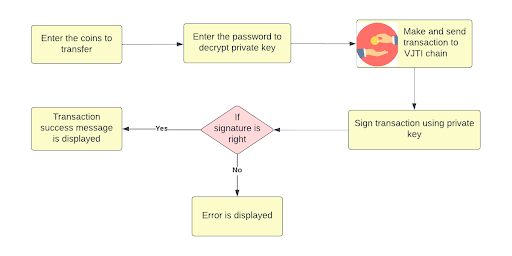 Enter the coins to
transfer
Enter the password to
decrypt private key
Make and send
transaction to
VJTI chain
Transaction
success message
is displayed
Yes
If
signature is
right
Sign transaction using private
key
No
Error is displayed